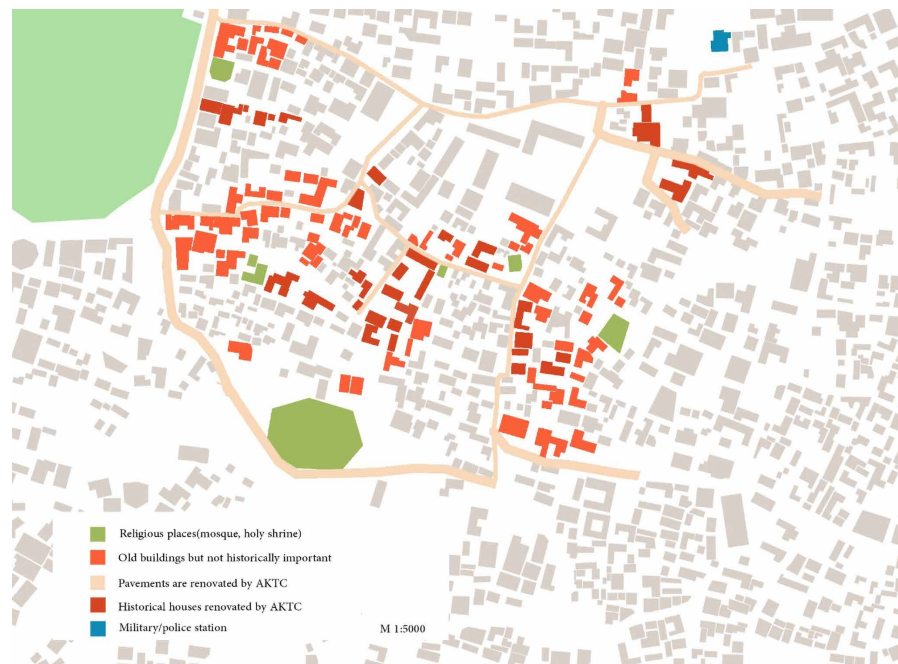 Religious places(mosque, holy shrine)
Old buildings but not historically important
Pavements are renovated by AKTC
Historical houses renovated by AKTC
Military/police station
M 1:5000